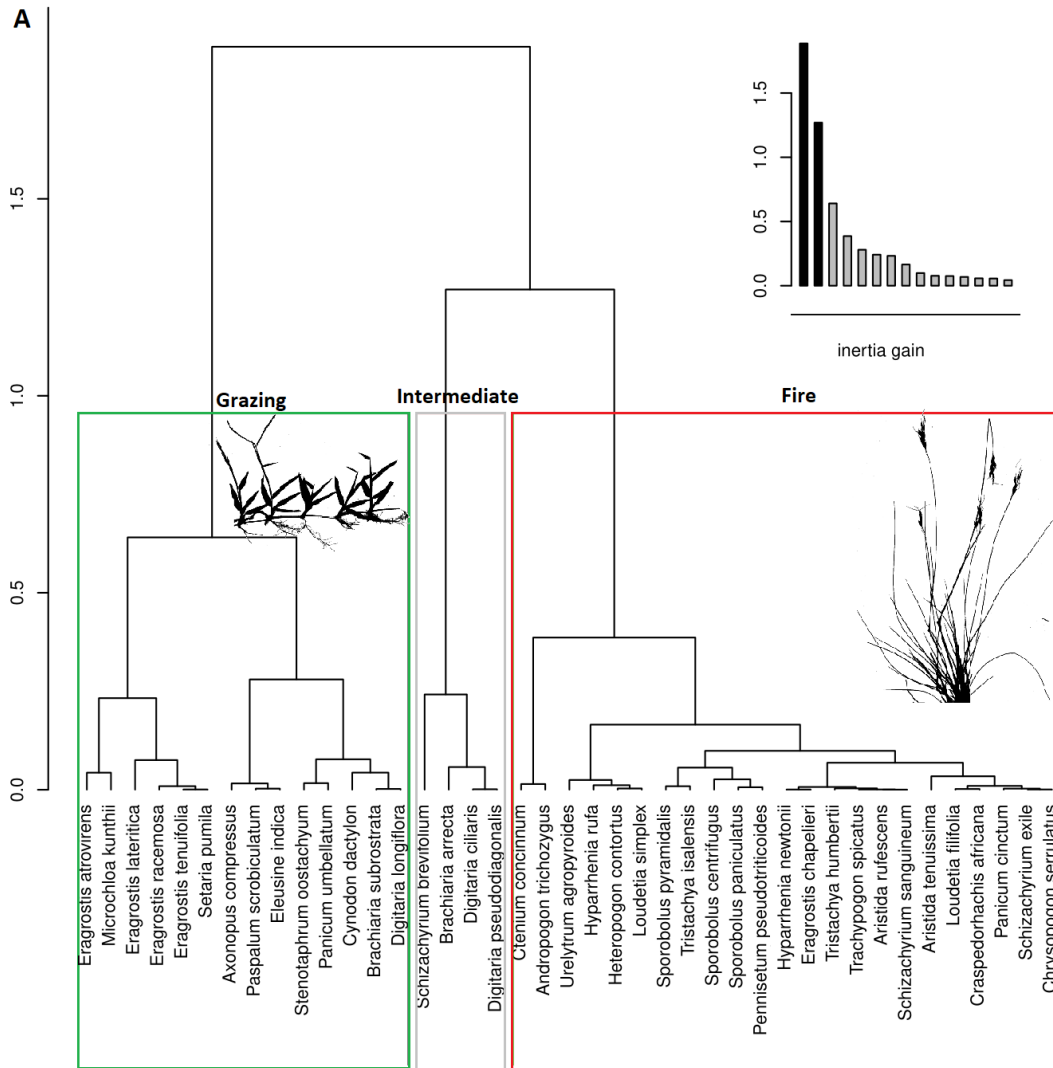 A
1.5
1.0
0.5
0.0
1.5
1.0
0.5
0.0
inertia gain
Grazing
Intermediate
Fire
Eragrostis atrovirens
Microchloa kunthii
Eragrostis lateritica
Eragrostis racemosa
Eragrostis tenuifolia
Setaria pumila
Axonopus compressus
Paspalum scrobiculatum
Eleusine indica
Stenotaphrum oostachyum
Panicum umbellatum
Cynodon dactylon
Brachiaria subrostrata
Digitaria longiflora
Schizachyrium brevifolium
Brachiaria arrecta
Digitaria ciliaris
Digitaria pseudodiagonalis
Ctenium concinnum
Andropogon trichozygus
Urelytrum agropyroides
Hyparrhenia rufa
Heteropogon contortus
Loudetia simplex
Sporobolus pyramidalis
Tristachya isalensis
Sporobolus centrifugus
Sporobolus paniculatus
Pennisetum pseudotriticoides
Hyparrhenia newtonii
Eragrostis chapelieri
Tristachya humbertii
Trachypogon spicatus
Aristida rufescens
Schizachyrium sanguineum
Aristida tenuissima
Loudetia filifolia
Craspedorhachis africana
Panicum cinctum
Schizachyrium exile
Chrysopogon serrulatus